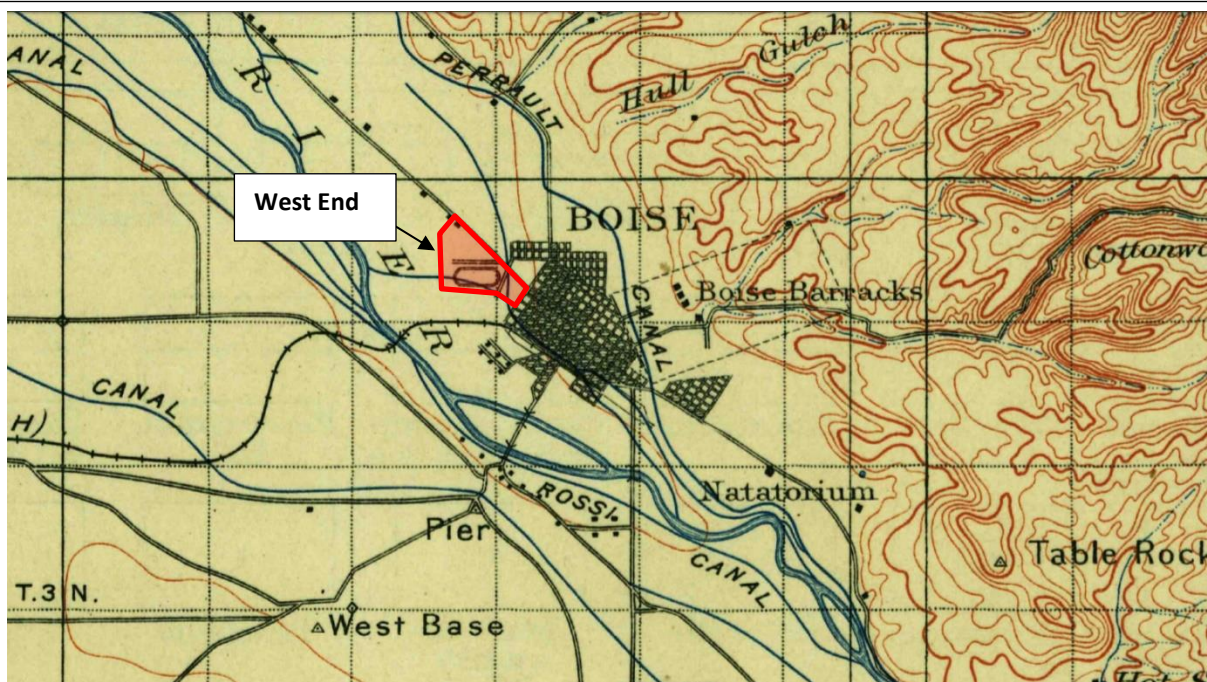 ANAL
PERRAULT
Hull Gulch
R I
E R
West End
BOISE
Cottonw
Boise Barracks
CANAL
CANAL
H)
Natatorium
ROSSI
Pier
CANAL
Table Rock
T.3 N.
West Base
Hot S